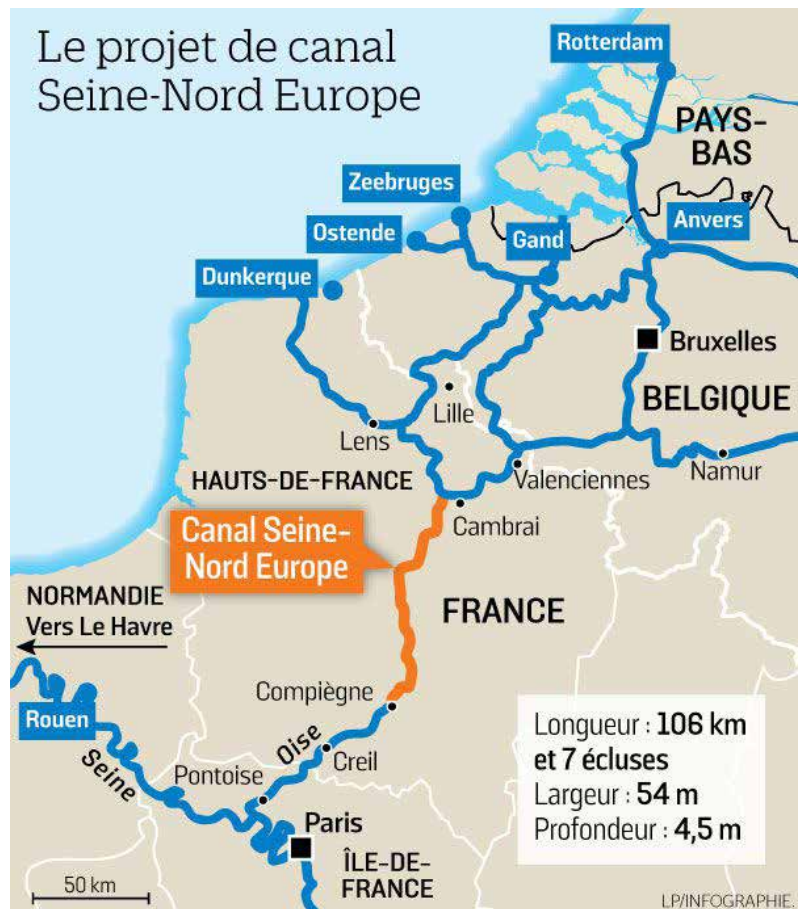 Le projet de canal
Seine-Nord Europe
Rotterdam
PAYS-
BAS
Zeebruges
Ostende
Gand
Anvers
Dunkerque
Bruxelles
Lille
BELGIQUE
Lens
HAUTS-DE-FRANCE
Valenciennes
Namur
Cambrai
Canal Seine-
Nord Europe
NORMANDIE
Vers Le Havre
FRANCE
Compiègne
Rouen
Oise
Creil
Seine
Pontoise
Paris
ÎLE-DE-
FRANCE
Longueur : 106 km
et 7 écluses
Largeur : 54 m
Profondeur : 4,5 m
50 km
LP/INFOGRAPHIE.